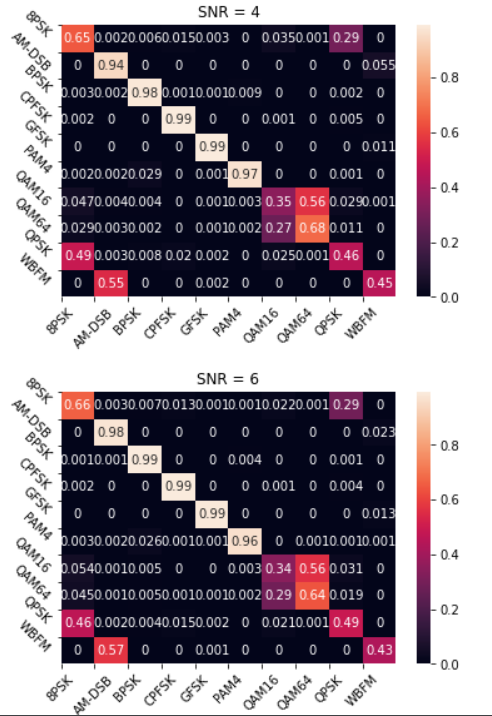 SNR = 4
8PSK 0.65 0.002 0.006 0.015 0.003 0 0.035 0.001 0.29 0
AM-DSB 0 0.94 0 0 0 0 0 0 0 0.055
BPSK 0.003 0.002 0.98 0.001 0.001 0.009 0 0 0.002 0
CPFSK 0.002 0 0 0.99 0 0 0.001 0 0.005 0
GFSK 0 0 0 0 0.99 0 0 0 0 0.011
PAM4 0.002 0.002 0.029 0 0.001 0.97 0 0 0.001 0
QAM16 0.047 0.004 0.004 0 0.001 0.003 0.35 0.56 0.029 0.001
QAM64 0.029 0.003 0.002 0 0.001 0.002 0.27 0.68 0.011 0
QPSK 0.49 0.003 0.008 0.02 0.002 0 0.025 0.001 0.46 0
WBFM 0 0.55 0 0 0.002 0 0 0 0 0.45
8PSK AM-DSB BPSK CPFSK GFSK PAM4 QAM16 QAM64 QPSK WBFM
0.8
0.6
0.4
0.2
0.0
SNR = 6
8PSK 0.66 0.003 0.007 0.013 0.001 0.001 0.022 0.001 0.29 0
AM-DSB 0 0.98 0 0 0 0 0 0 0 0.023
BPSK 0.001 0.001 0.99 0 0 0.004 0 0 0.001 0
CPFSK 0.002 0 0 0.99 0 0 0.001 0 0.004 0
GFSK 0 0 0 0 0.99 0 0 0 0 0.013
PAM4 0.003 0.002 0.026 0.001 0.001 0.96 0 0.001 0.001 0.001
QAM16 0.054 0.001 0.005 0 0 0.003 0.34 0.56 0.031 0
QAM64 0.045 0.001 0.005 0.001 0.001 0.002 0.29 0.64 0.019 0
QPSK 0.46 0.002 0.004 0.015 0.002 0 0.021 0.001 0.49 0
WBFM 0 0.57 0 0 0.001 0 0 0 0 0.43
8PSK AM-DSB BPSK CPFSK GFSK PAM4 QAM16 QAM64 QPSK WBFM
0.8
0.6
0.4
0.2
0.0